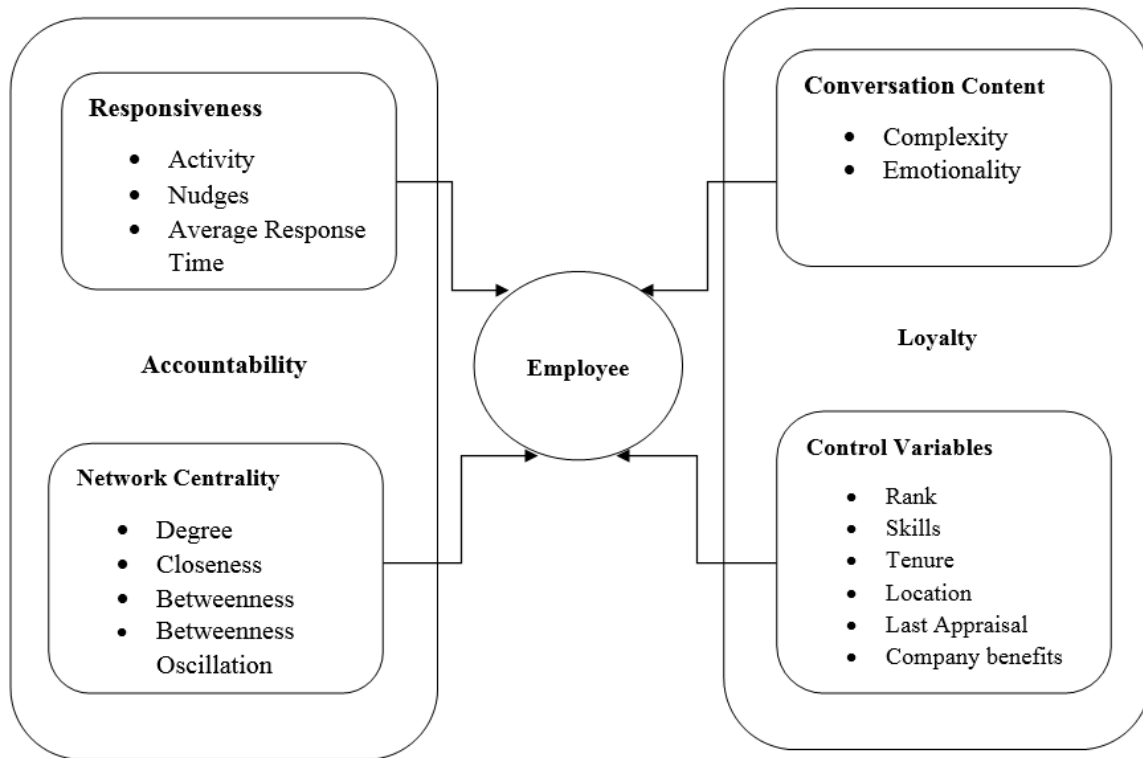 Responsiveness
• Activity
• Nudges
• Average Response
Time
Accountability
Network Centrality
• Degree
• Closeness
• Betweenness
• Betweenness
Oscillation
Employee
Conversation Content
• Complexity
• Emotionality
Loyalty
Control Variables
• Rank
• Skills
• Tenure
• Location
• Last Appraisal
• Company benefits